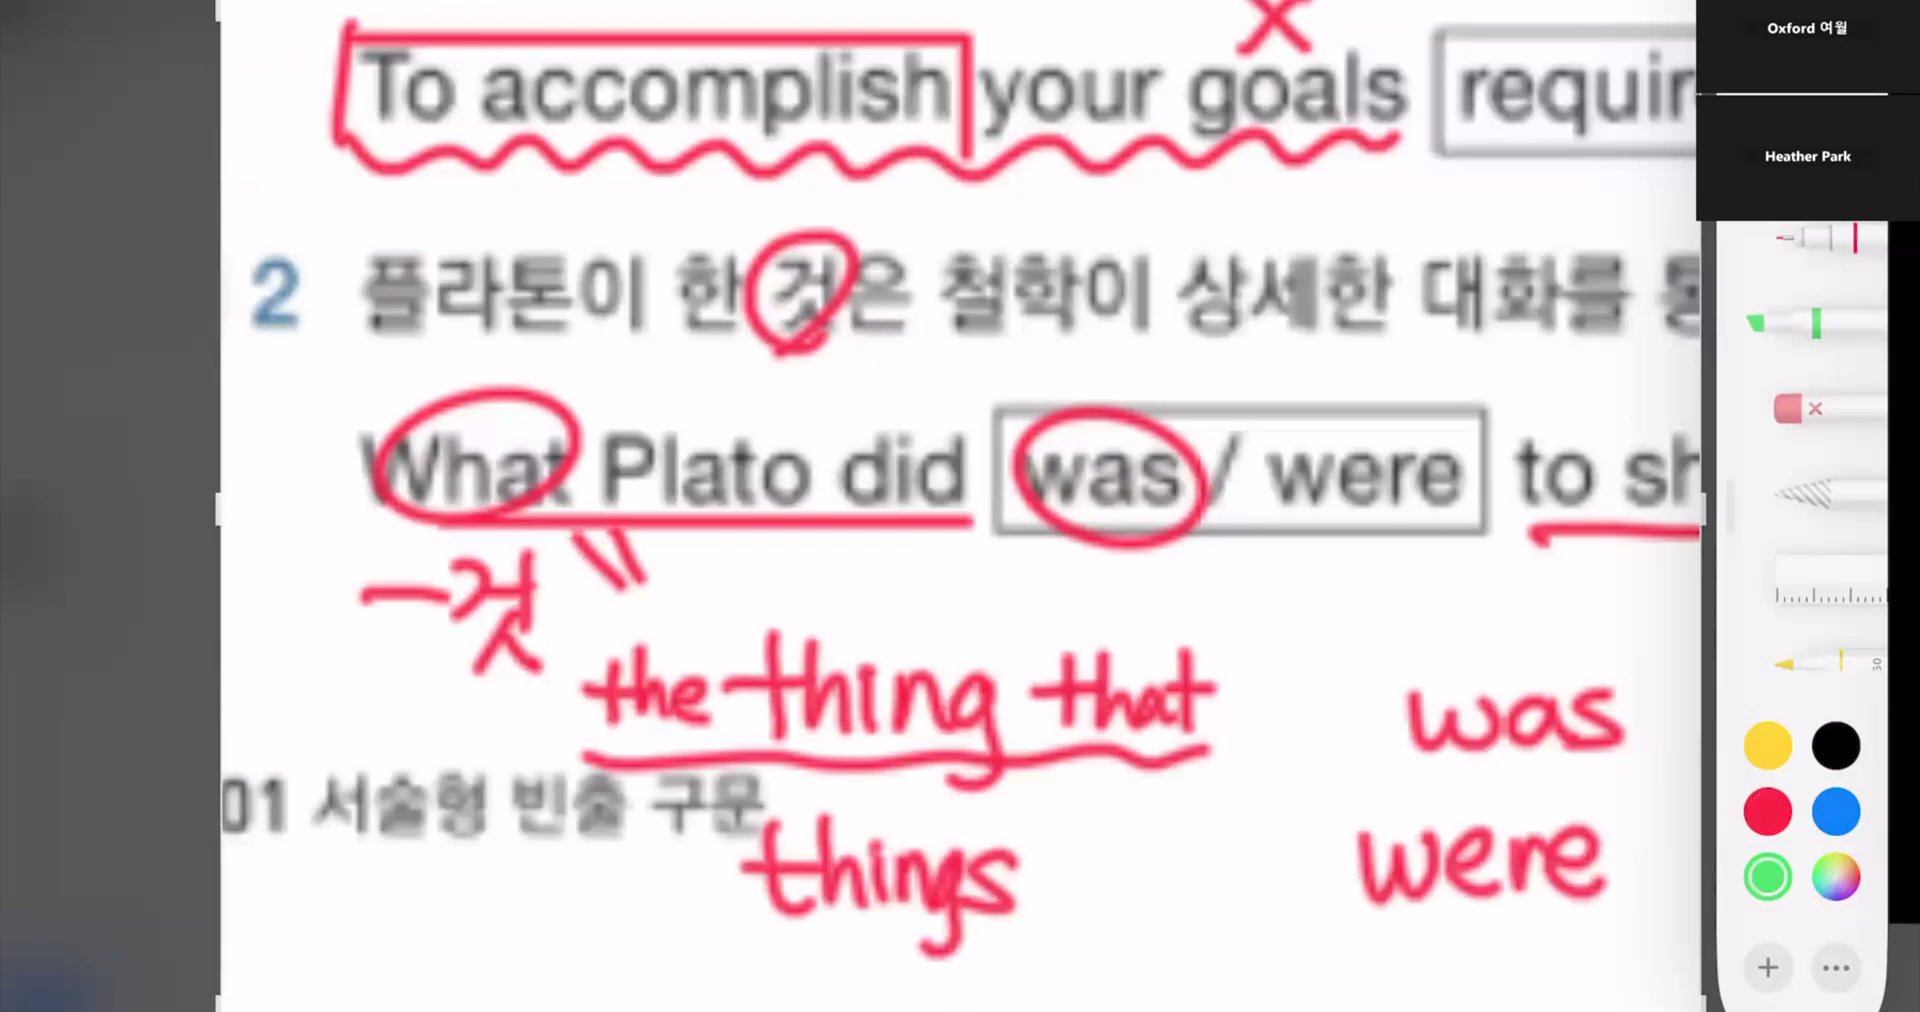 Oxford 여월
To accomplish your goals requir
Heather Park
2 플라톤이 한 것은 철학이 상세한 대화를 통
What Plato did was / were to sh
-것
the thing that was
01 서술형 빈출 구문
things were
50